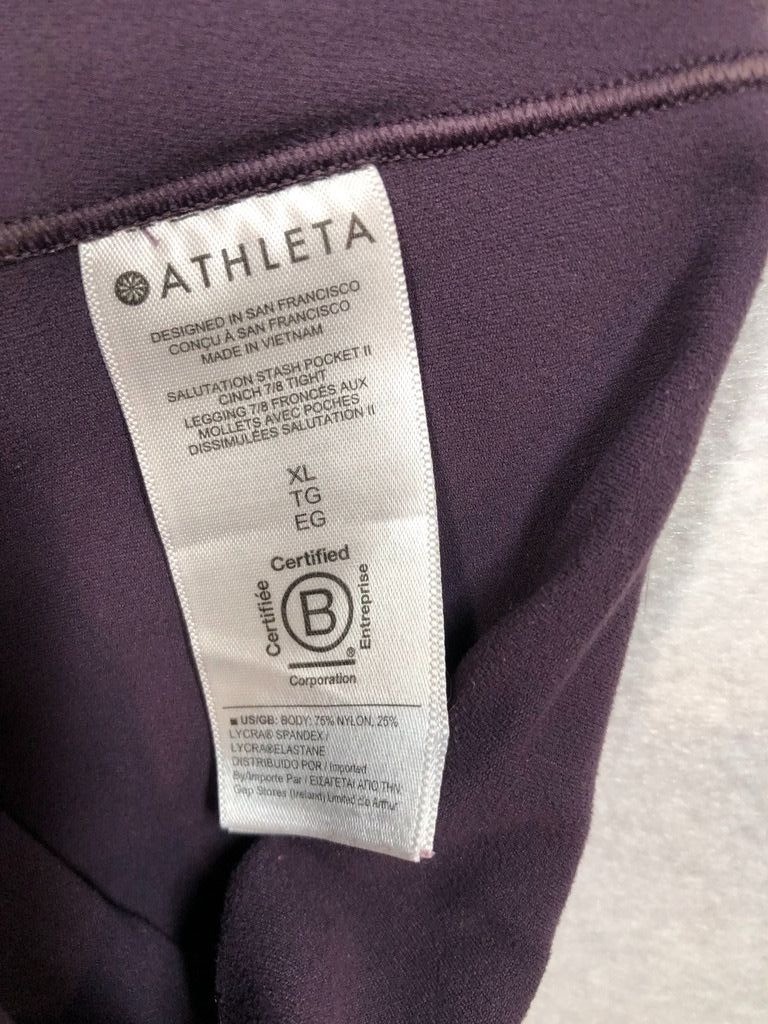 ATHLETA
DESIGNED IN SAN FRANCISCO
CONÇU À SAN FRANCISCO
MADE IN VIETNAM
SALUTATION STASH POCKET II
CINCH 7/8 TIGHT
LEGGING 7/8 FRONCÉS AUX
MOLLETS AVEC POCHES
DISSIMULÉES SALUTATION II
XL
TG
EG
Certified
Certifiée
B
Entreprise
®
Corporation
■ US/GB: BODY: 75% NYLON, 25%
LYCRA® SPANDEX /
LYCRA®ELASTANE
DISTRIBUIDO POR / Imported
By/Importe Par / ΕΙΣΑΓΕΤΑΙ ΑΠΟ ΤΗΝ
Gap Stores (Ireland) Limited